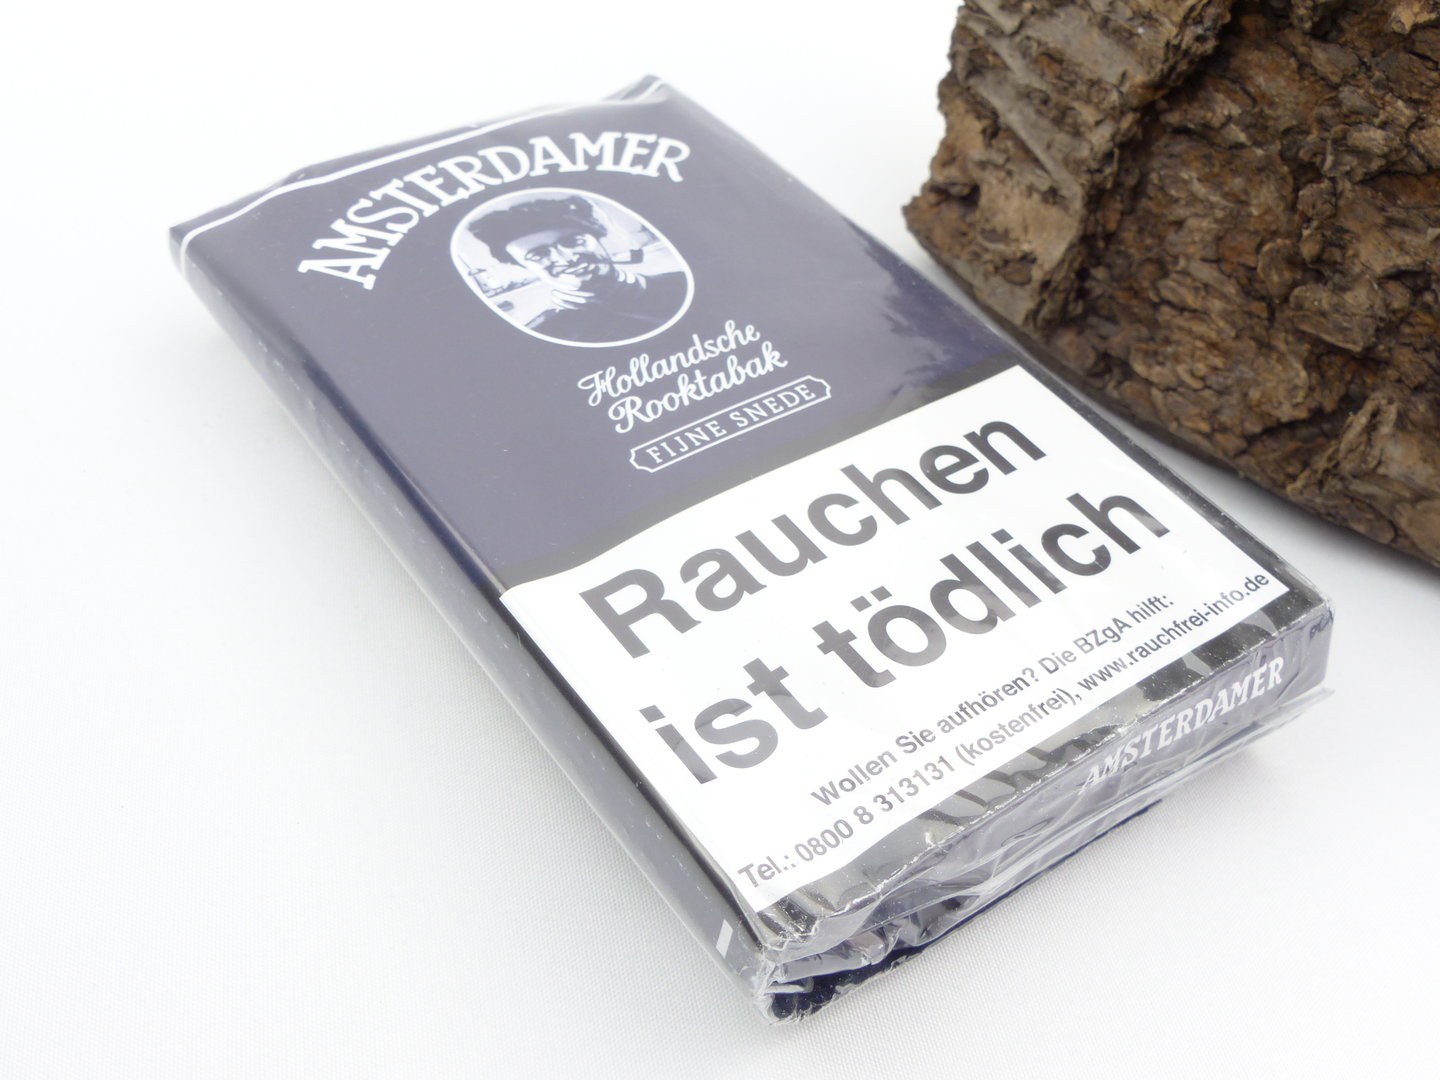 AMSTERDAMER
Hollandsche
Rooktabak
FIJNE SNEDE
Rauchen
ist tödlich
Wollen Sie aufhören? Die BZgA hilft:
Tel.: 0800 8 313131 (kostenfrei), www.rauchfrei-info.de
AMSTERDAMER